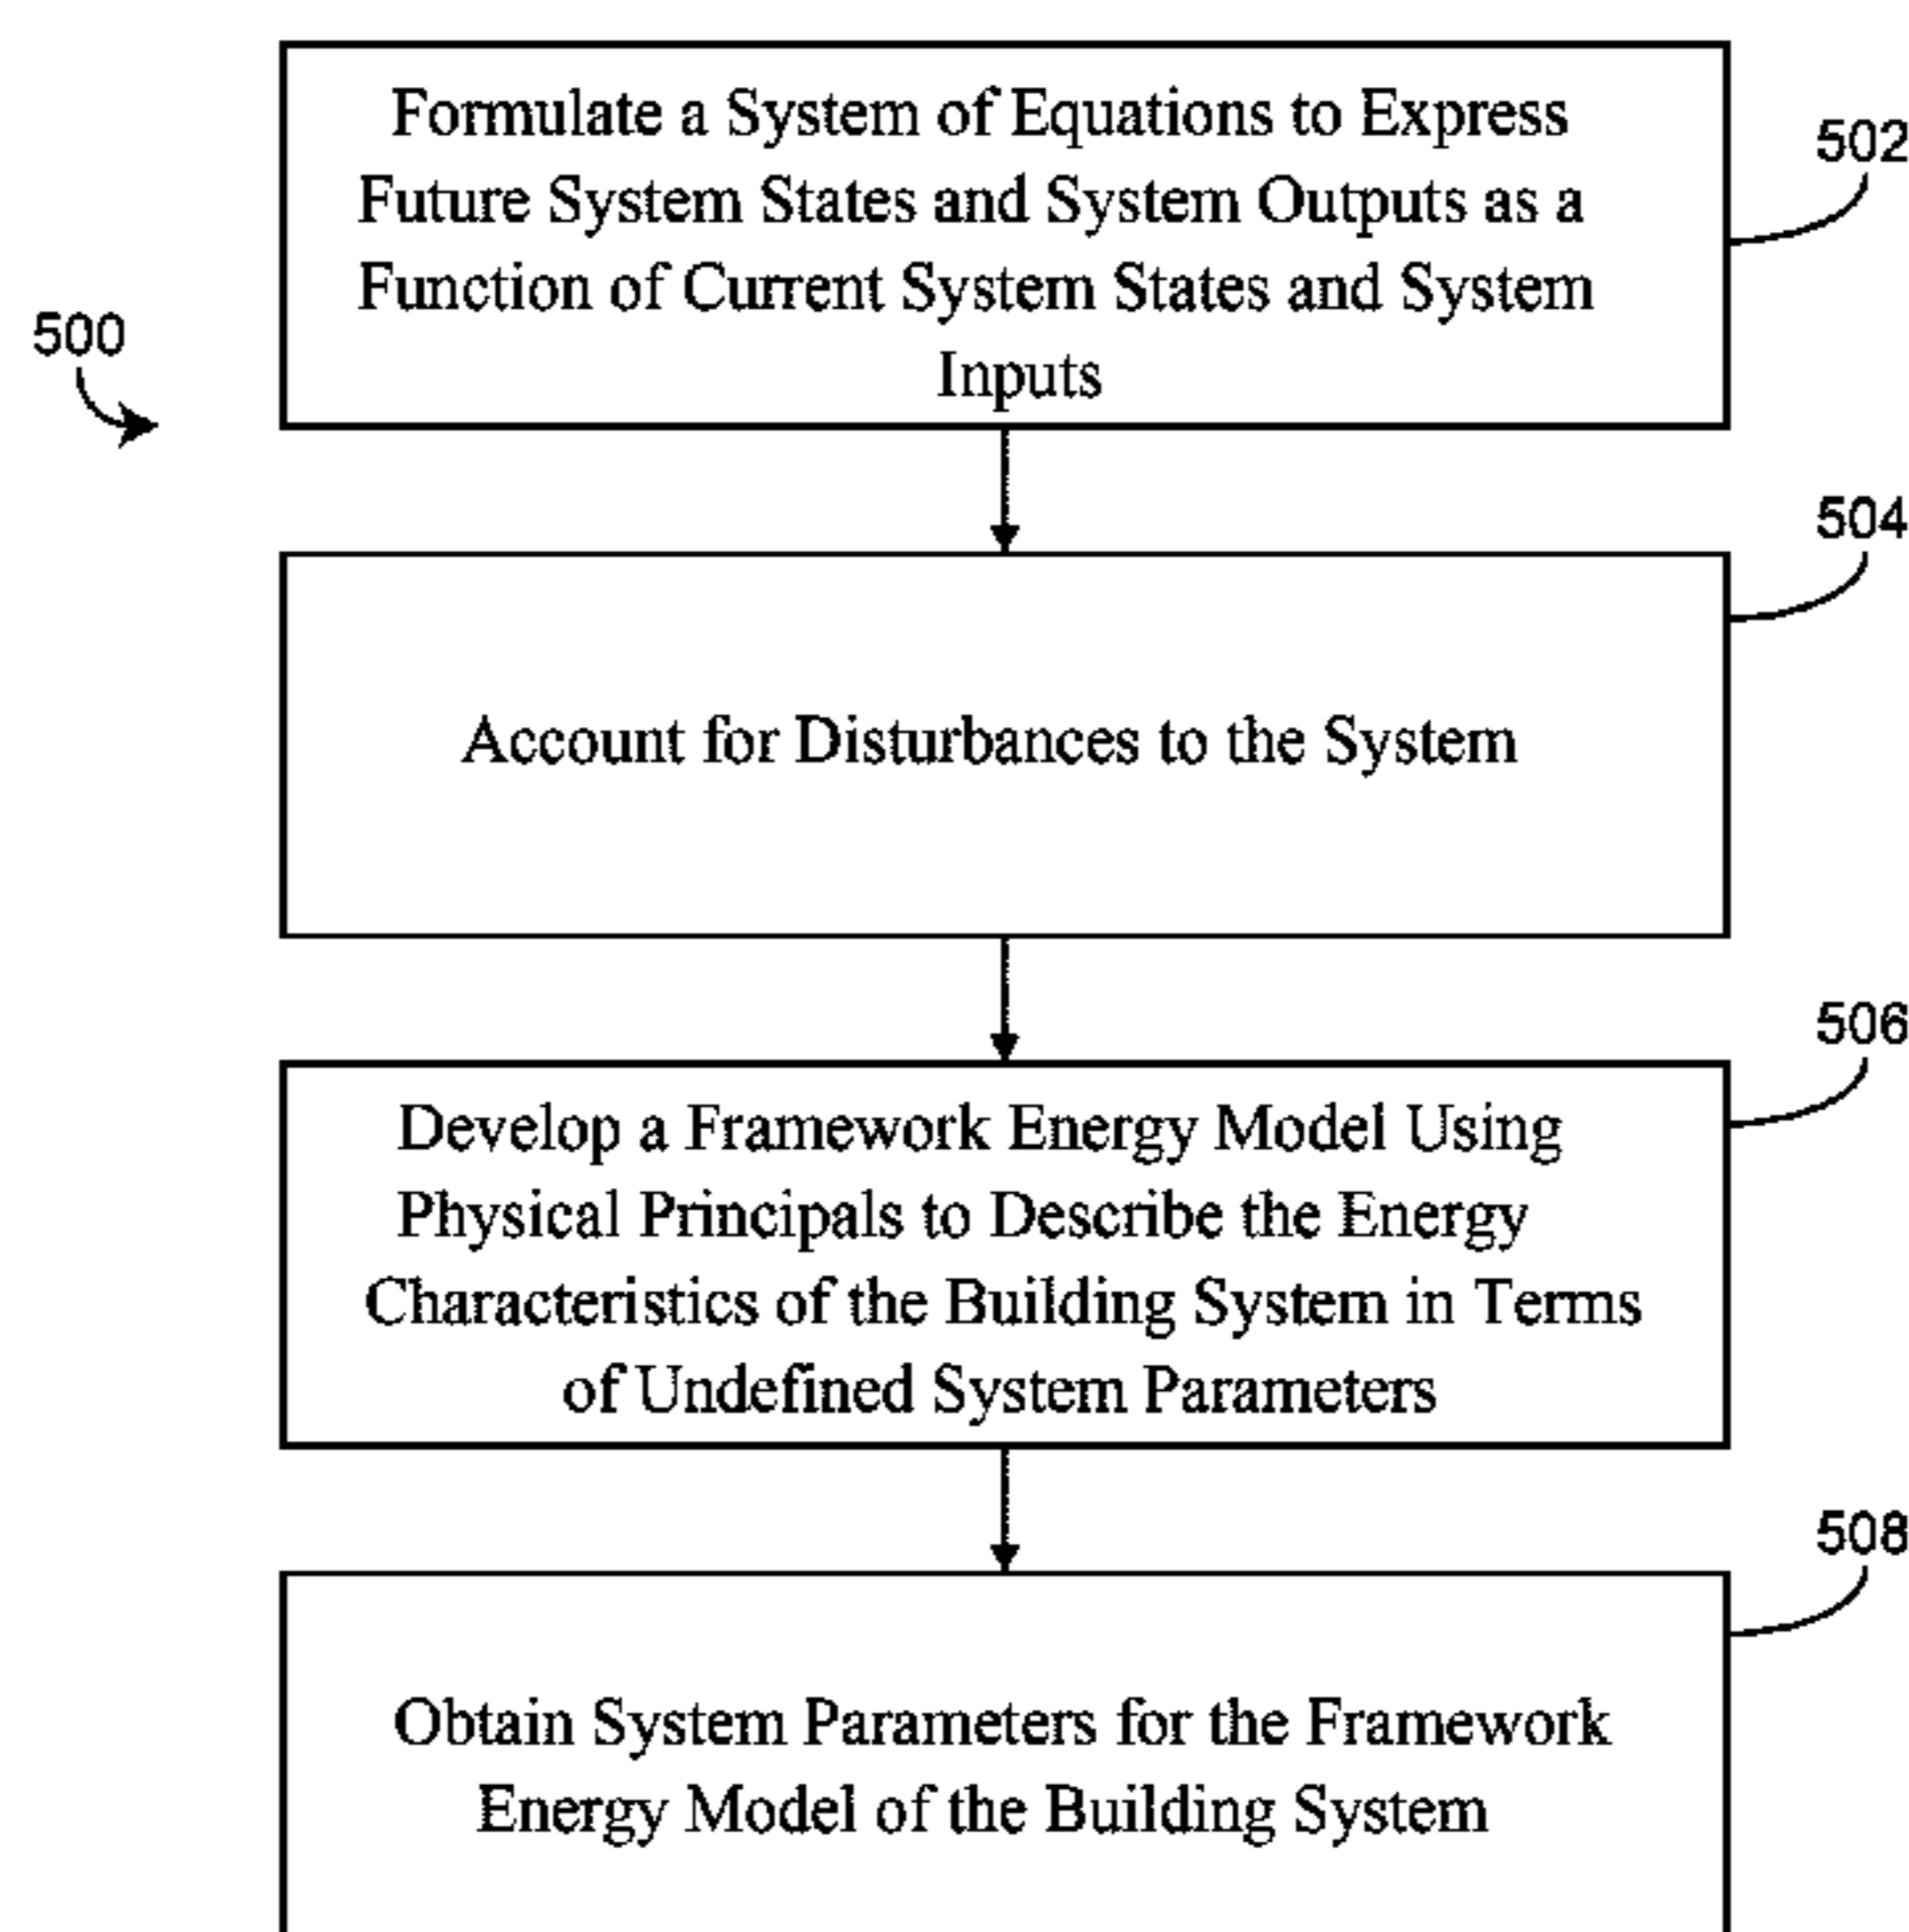 Formulate a System of Equations to Express
Future System States and System Outputs as a
Function of Current System States and System
Inputs
502
500
504
Account for Disturbances to the System
506
Develop a Framework Energy Model Using
Physical Principals to Describe the Energy
Characteristics of the Building System in Terms
of Undefined System Parameters
508
Obtain System Parameters for the Framework
Energy Model of the Building System